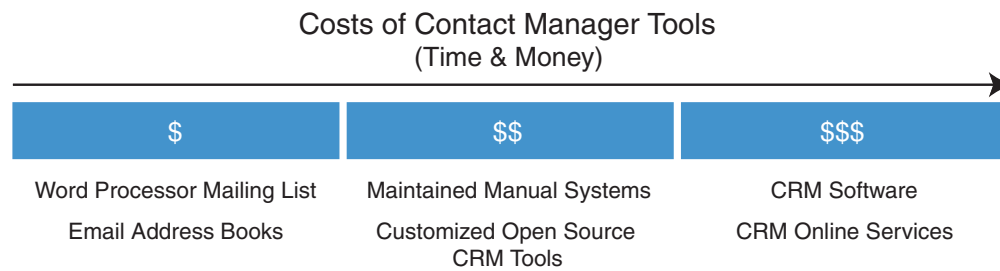 Costs of Contact Manager Tools
(Time & Money)
$
$$
$$$
Word Processor Mailing List
Email Address Books
Maintained Manual Systems
Customized Open Source
CRM Tools
CRM Software
CRM Online Services